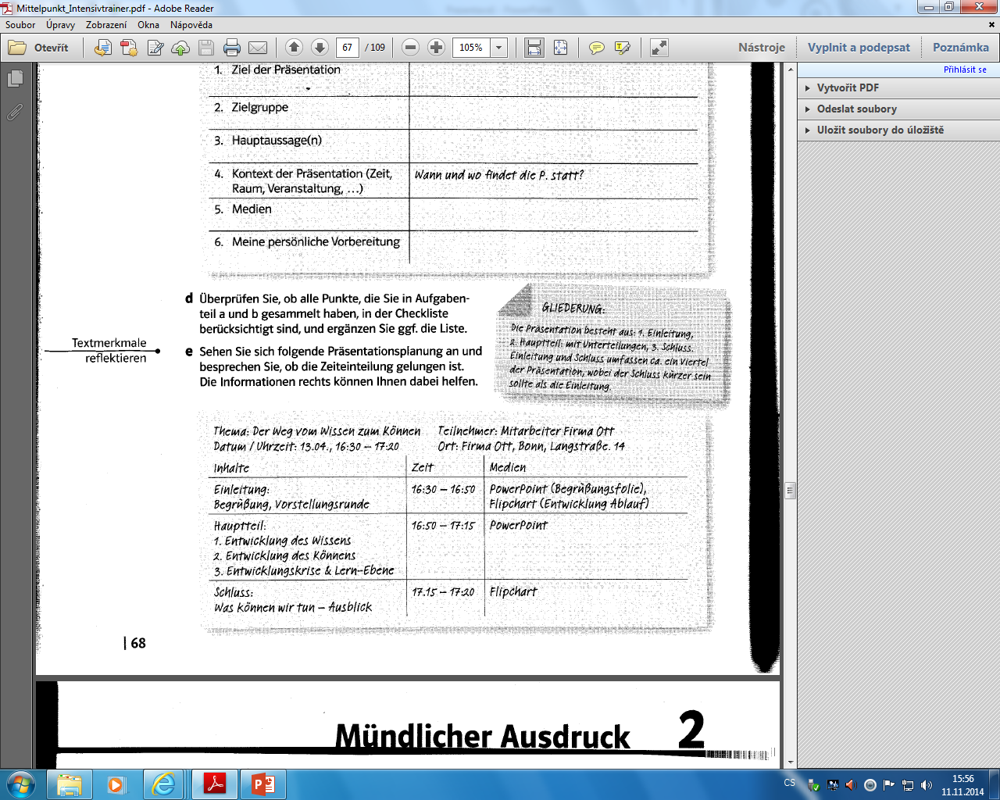 Mittelpunkt_Intensivtrainer.pdf - Adobe Reader
Soubor Úpravy Zobrazení Okna Nápověda
Otevřít 67 / 109 105% Nástroje Vyplnit a podepsat Poznámka
Přihlásit se
Vytvořit PDF
Odeslat soubory
Uložit soubory do úložiště
1. Ziel der Präsentation
2. Zielgruppe
3. Hauptaussage(n)
4. Kontext der Präsentation (Zeit, Wann und wo findet die P. statt?
Raum, Veranstaltung, ...)
5. Medien
6. Meine persönliche Vorbereitung
d Überprüfen Sie, ob alle Punkte, die Sie in Aufgaben-
teil a und b gesammelt haben, in der Checkliste
berücksichtigt sind, und ergänzen Sie ggf. die Liste.
Textmerkmale
reflektieren
e Sehen Sie sich folgende Präsentationsplanung an und
besprechen Sie, ob die Zeiteinteilung gelungen ist.
Die Informationen rechts können Ihnen dabei helfen.
GLIEDERUNG:
Die Präsentation besteht aus: 1. Einleitung,
2. Hauptteil: mit Unterteilungen, 3. Schluss.
Einleitung und Schluss umfassen ca. ein Viertel
der Präsentation, wobei der Schluss kürzer sein
sollte als die Einleitung.
Thema: Der Weg vom Wissen zum Können Teilnehmer: Mitarbeiter Firma Ott
Datum / Uhrzeit: 13.04., 16:30 – 17:20 Ort: Firma Ott, Bonn, Langstraße. 14
Inhalte Zeit Medien
Einleitung: 16:30 – 16:50 PowerPoint (Begrüßungsfolie),
Begrüßung, Vorstellungsrunde Flipchart (Entwicklung Ablauf)
Hauptteil: 16:50 – 17:15 PowerPoint
1. Entwicklung des Wissens
2. Entwicklung des Könnens
3. Entwicklungskrise & Lern-Ebene
Schluss: 17.15 – 17:20 Flipchart
Was können wir tun – Ausblick
| 68
Mündlicher Ausdruck 2
CS 15:56
11.11.2014